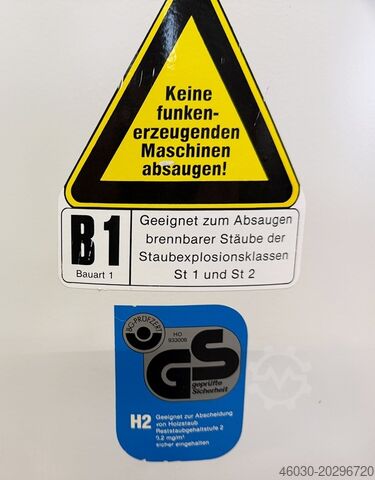 Keine
funken-
erzeugenden
Maschinen
absaugen!
B1
Bauart 1
Geeignet zum Absaugen
brennbarer Stäube der
Staubexplosionsklassen
St 1 und St 2
BG-PRÜFZERT
HO
933008
GS
geprüfte
Sicherheit
H2
Geeignet zur Abscheidung
von Holzstaub
Reststaubgehaltstufe 2
0,2 mg/m³
sicher eingehalten
46030-20296720